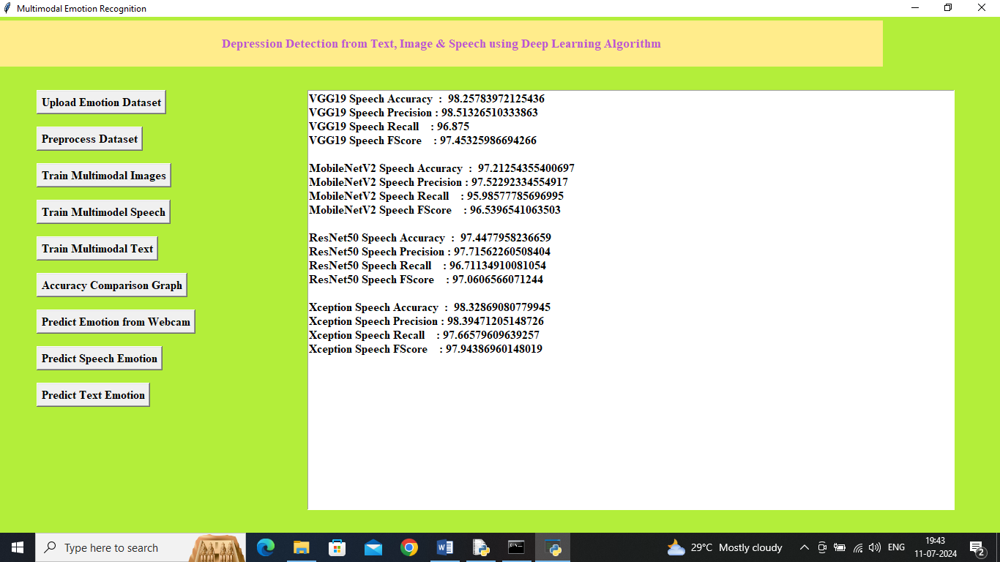 Multimodal Emotion Recognition
Depression Detection from Text, Image & Speech using Deep Learning Algorithm
Upload Emotion Dataset
Preprocess Dataset
Train Multimodal Images
Train Multimodel Speech
Train Multimodal Text
Accuracy Comparison Graph
Predict Emotion from Webcam
Predict Speech Emotion
Predict Text Emotion
VGG19 Speech Accuracy  :  98.25783972125436
VGG19 Speech Precision : 98.51326510333863
VGG19 Speech Recall    : 96.875
VGG19 Speech FScore    : 97.45325986694266
MobileNetV2 Speech Accuracy  :  97.21254355400697
MobileNetV2 Speech Precision : 97.52292334554917
MobileNetV2 Speech Recall    : 95.98577785696995
MobileNetV2 Speech FScore    : 96.5396541063503
ResNet50 Speech Accuracy  :  97.4477958236659
ResNet50 Speech Precision : 97.71562260508404
ResNet50 Speech Recall    : 96.71134910081054
ResNet50 Speech FScore    : 97.0606566071244
Xception Speech Accuracy  :  98.32869080779945
Xception Speech Precision : 98.39471205148726
Xception Speech Recall    : 97.66579609639257
Xception Speech FScore    : 97.94386960148019
Type here to search
29°C Mostly cloudy
ENG
19:43
11-07-2024
2